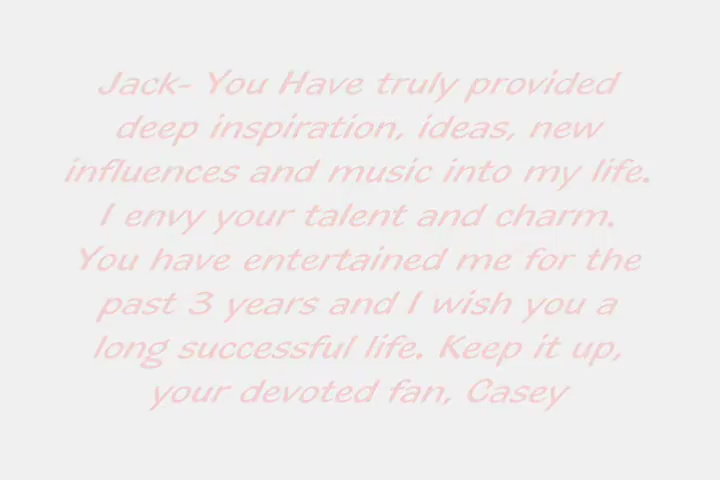 Jack- You Have truly provided
deep inspiration, ideas, new
influences and music into my life.
I envy your talent and charm.
You have entertained me for the
past 3 years and I wish you a
long successful life. Keep it up,
your devoted fan, Casey